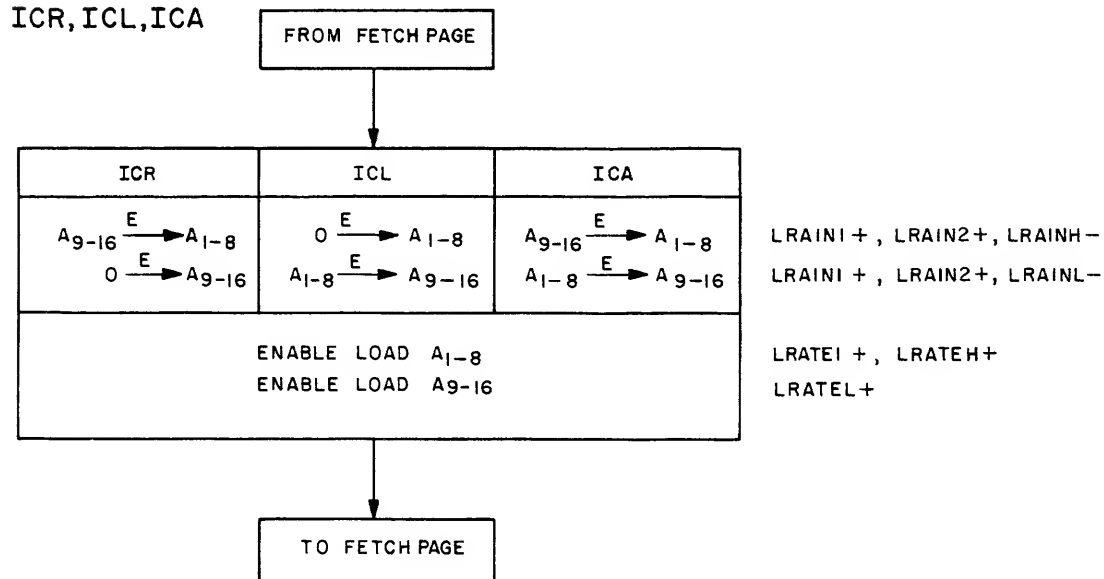 ICR,ICL,ICA
FROM FETCH PAGE
ICR ICL ICA
A9-16 E→ A1-8 0 E→ A1-8 A9-16 E→ A1-8 LRAIN1+, LRAIN2+, LRAINH-
0 E→ A9-16 A1-8 E→ A9-16 A1-8 E→ A9-16 LRAIN1+, LRAIN2+, LRAINL-
ENABLE LOAD A1-8 LRATE1+, LRATEH+
ENABLE LOAD A9-16 LRATEL+
TO FETCH PAGE